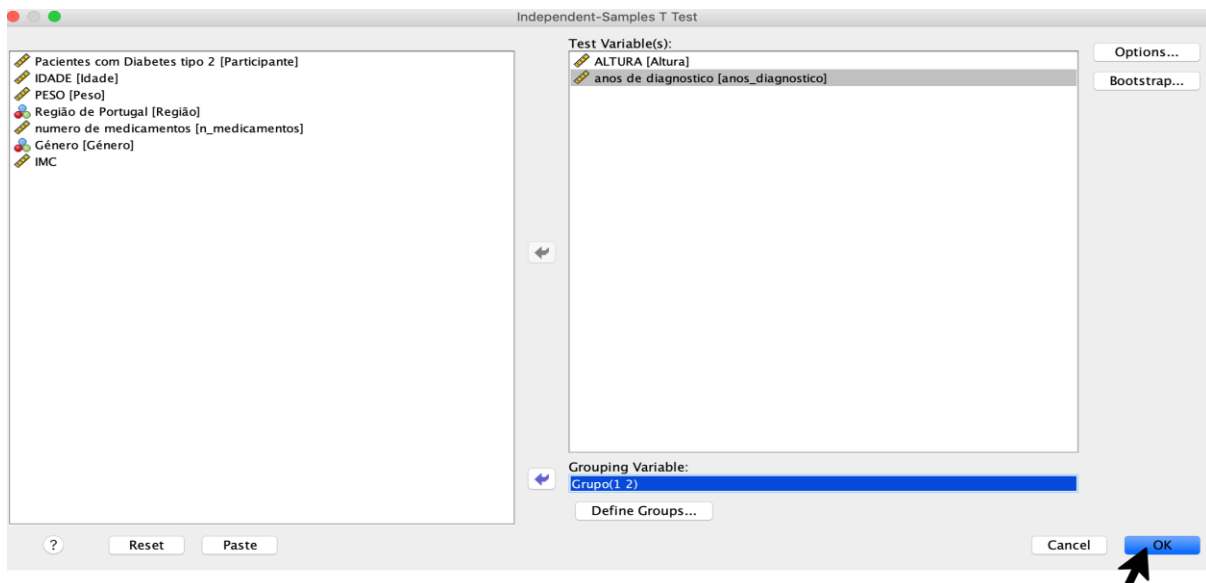 Independent-Samples T Test
Pacientes com Diabetes tipo 2 [Participante]
IDADE [Idade]
PESO [Peso]
Região de Portugal [Região]
numero de medicamentos [n_medicamentos]
Género [Género]
IMC
Test Variable(s):
ALTURA [Altura]
anos de diagnostico [anos_diagnostico]
Options...
Bootstrap...
Grouping Variable:
Grupo(1 2)
Define Groups...
? Reset Paste Cancel OK